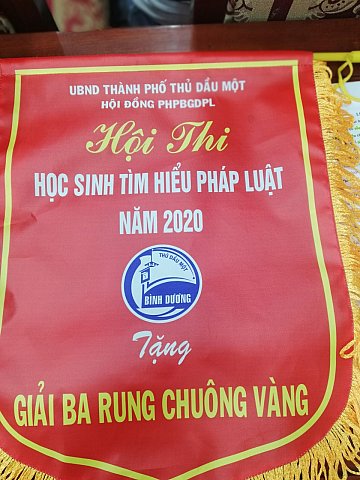 UBND THÀNH PHỐ THỦ DẦU MỘT
HỘI ĐỒNG PHPBGDPL
Hội Thi
HỌC SINH TÌM HIỂU PHÁP LUẬT
NĂM 2020
THỦ DẦU MỘT
BÌNH DƯƠNG
Tặng
GIẢI BA RUNG CHUÔNG VÀNG